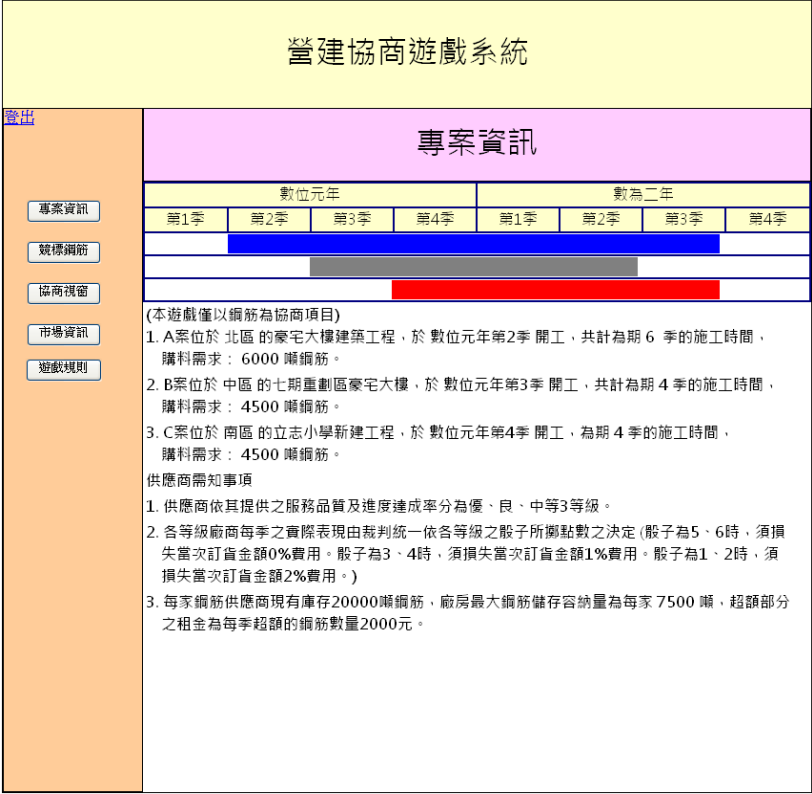 營建協商遊戲系統
登出
專案資訊
競標鋼筋
協商視窗
市場資訊
遊戲規則
專案資訊
數位元年 數為二年
第1季 第2季 第3季 第4季 第1季 第2季 第3季 第4季
(本遊戲僅以鋼筋為協商項目)
1. A案位於 北區 的豪宅大樓建築工程，於 數位元年第2季 開工，共計為期 6 季的施工時間，
購料需求： 6000 噸鋼筋。
2. B案位於 中區 的七期重劃區豪宅大樓，於 數位元年第3季 開工，共計為期 4 季的施工時間，
購料需求： 4500 噸鋼筋。
3. C案位於 南區 的立志小學新建工程，於 數位元年第4季 開工，為期 4 季的施工時間，
購料需求： 4500 噸鋼筋。
供應商需知事項
1. 供應商依其提供之服務品質及進度達成率分為優、良、中等3等級。
2. 各等級廠商每季之實際表現由裁判統一依各等級之骰子所擲點數之決定 (骰子為5、6時，須損
失當次訂貨金額0%費用。骰子為3、4時，須損失當次訂貨金額1%費用。骰子為1、2時，須
損失當次訂貨金額2%費用。)
3. 每家鋼筋供應商現有庫存20000噸鋼筋，廠房最大鋼筋儲存容納量為每家 7500 噸，超額部分
之租金為每季超額的鋼筋數量2000元。